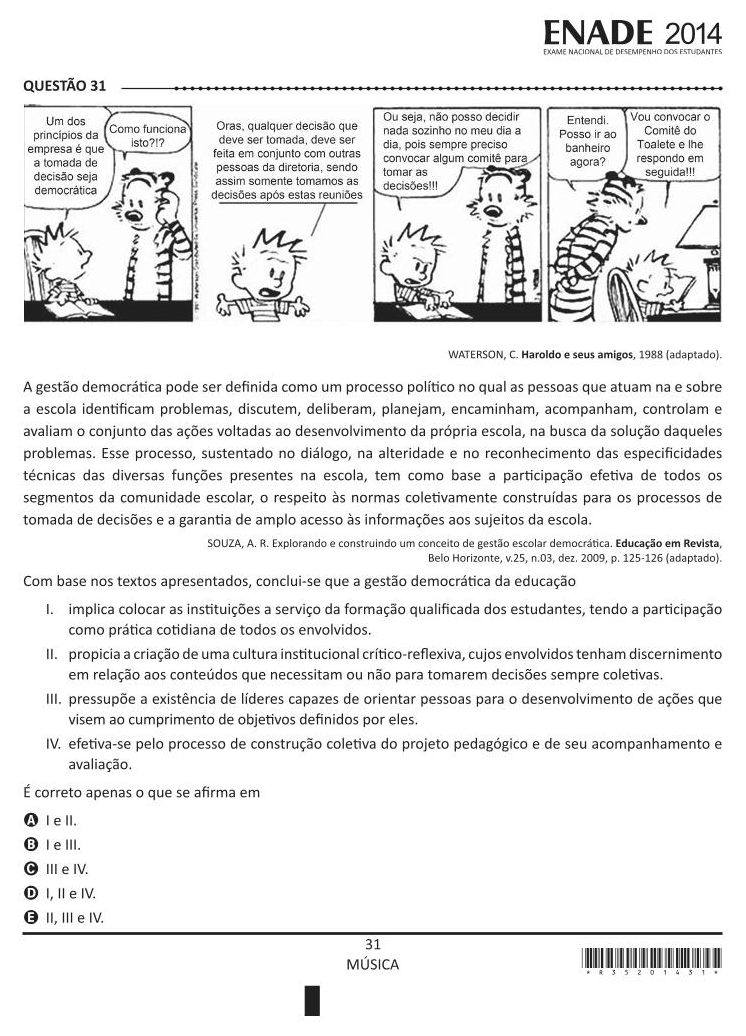 ENADE 2014
EXAME NACIONAL DE DESEMPENHO DOS ESTUDANTES
QUESTÃO 31
Um dos
princípios da
empresa é que
a tomada de
decisão seja
democrática
Como funciona
isto?!?
Oras, qualquer decisão que
deve ser tomada, deve ser
feita em conjunto com outras
pessoas da diretoria, sendo
assim somente tomamos as
decisões após estas reuniões
Ou seja, não posso decidir
nada sozinho no meu dia a
dia, pois sempre preciso
convocar algum comitê para
tomar as
decisões!!!
Entendi.
Posso ir ao
banheiro
agora?
Vou convocar o
Comitê do
Toalete e lhe
respondo em
seguida!!!
WATERSON, C. Haroldo e seus amigos, 1988 (adaptado).
A gestão democrática pode ser definida como um processo político no qual as pessoas que atuam na e sobre
a escola identificam problemas, discutem, deliberam, planejam, encaminham, acompanham, controlam e
avaliam o conjunto das ações voltadas ao desenvolvimento da própria escola, na busca da solução daqueles
problemas. Esse processo, sustentado no diálogo, na alteridade e no reconhecimento das especificidades
técnicas das diversas funções presentes na escola, tem como base a participação efetiva de todos os
segmentos da comunidade escolar, o respeito às normas coletivamente construídas para os processos de
tomada de decisões e a garantia de amplo acesso às informações aos sujeitos da escola.
SOUZA, A. R. Explorando e construindo um conceito de gestão escolar democrática. Educação em Revista,
Belo Horizonte, v.25, n.03, dez. 2009, p. 125-126 (adaptado).
Com base nos textos apresentados, conclui-se que a gestão democrática da educação
I. implica colocar as instituições a serviço da formação qualificada dos estudantes, tendo a participação
como prática cotidiana de todos os envolvidos.
II. propicia a criação de uma cultura institucional crítico-reflexiva, cujos envolvidos tenham discernimento
em relação aos conteúdos que necessitam ou não para tomarem decisões sempre coletivas.
III. pressupõe a existência de líderes capazes de orientar pessoas para o desenvolvimento de ações que
visem ao cumprimento de objetivos definidos por eles.
IV. efetiva-se pelo processo de construção coletiva do projeto pedagógico e de seu acompanhamento e
avaliação.
É correto apenas o que se afirma em
A I e II.
B I e III.
C III e IV.
D I, II e IV.
E II, III e IV.
31
MÚSICA
* R 3 5 2 0 1 4 3 1 *